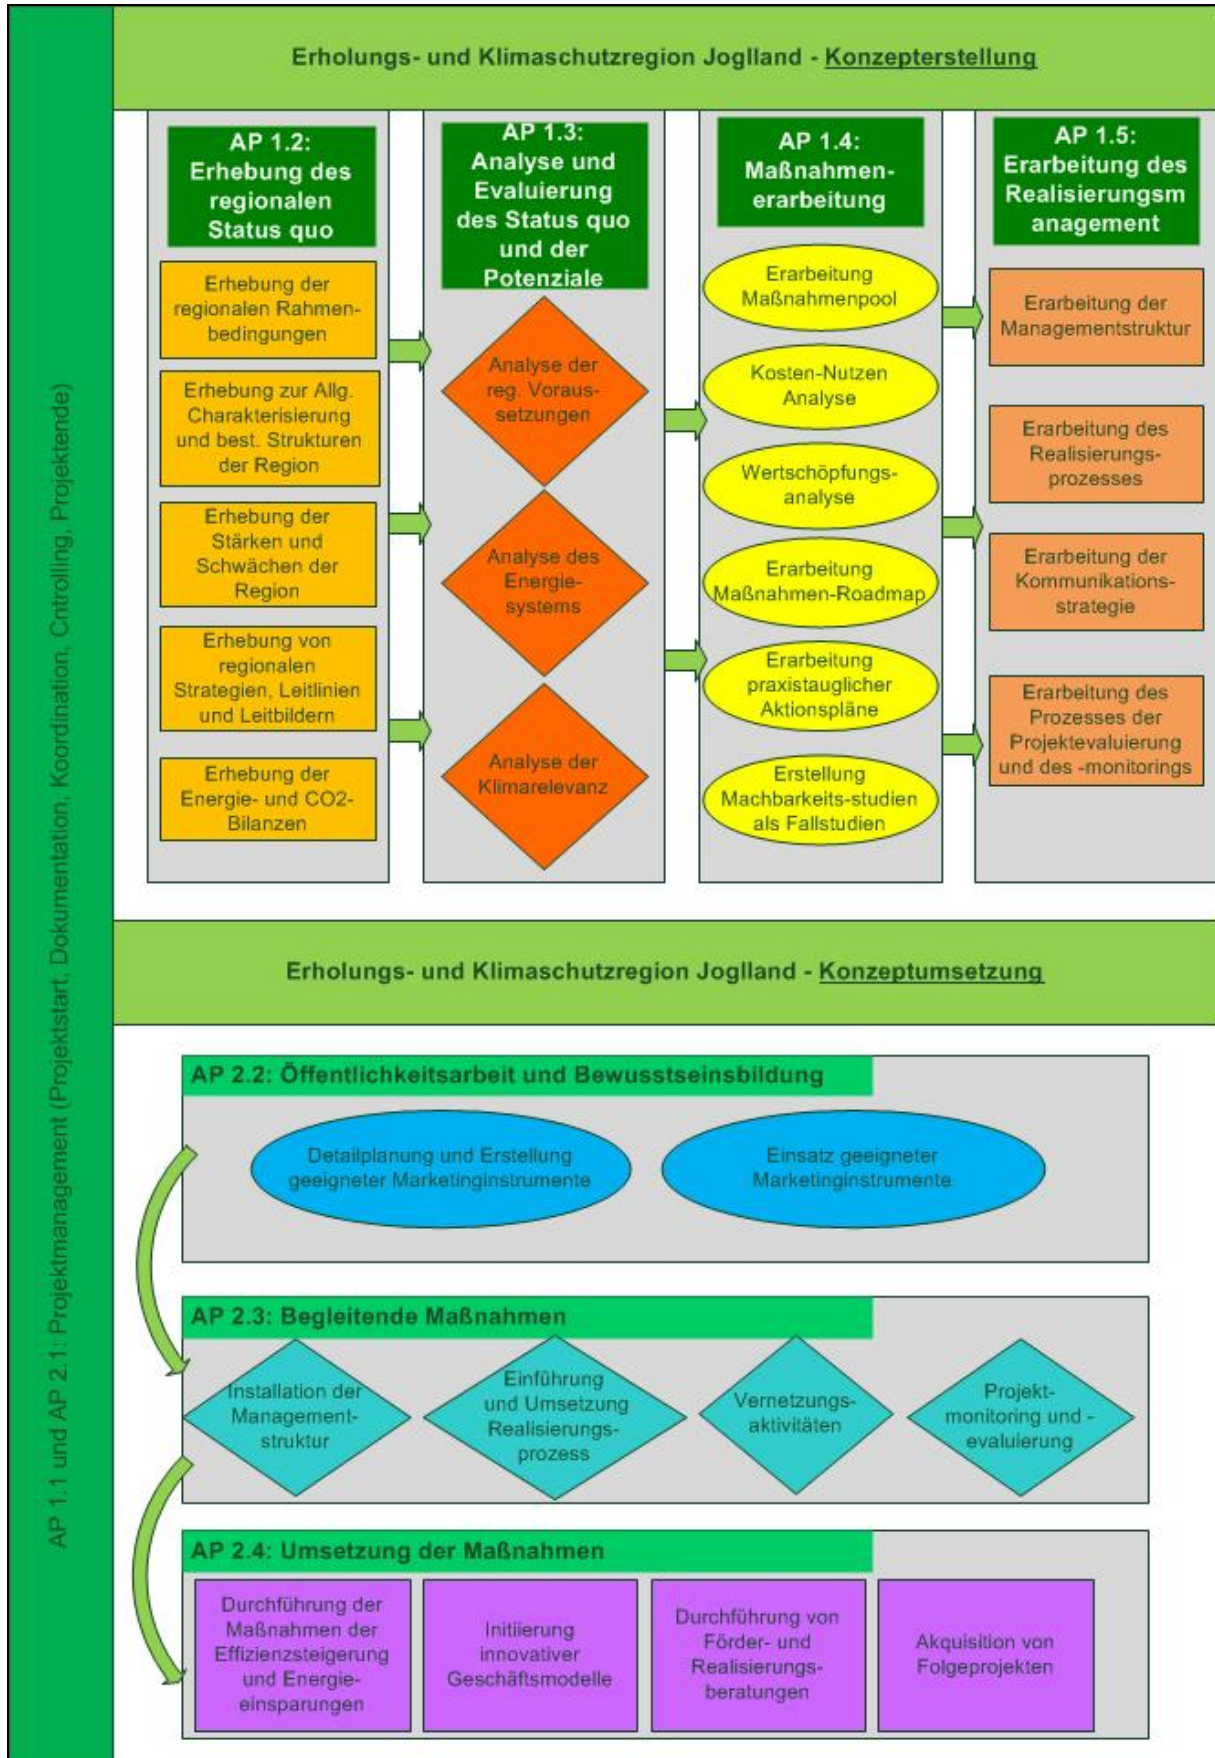 Erholungs- und Klimaschutzregion Joglland - Konzepterstellung
AP 1.2:
Erhebung des
regionalen
Status quo
Erhebung der
regionalen Rahmen-
bedingungen
Erhebung zur Allg.
Charakterisierung
und best. Strukturen
der Region
Erhebung der
Stärken und
Schwächen der
Region
Erhebung von
regionalen
Strategien, Leitlinien
und Leitbildern
Erhebung der
Energie- und CO2-
Bilanzen
AP 1.3:
Analyse und
Evaluierung
des Status quo
und der
Potenziale
Analyse der
reg. Voraus-
setzungen
Analyse des
Energie-
systems
Analyse der
Klimarelevanz
AP 1.4:
Maßnahmen-
erarbeitung
Erarbeitung
Maßnahmenpool
Kosten-Nutzen
Analyse
Wertschöpfungs-
analyse
Erarbeitung
Maßnahmen-Roadmap
Erarbeitung
praxistauglicher
Aktionspläne
Erstellung
Machbarkeits-studien
als Fallstudien
AP 1.5:
Erarbeitung des
Realisierungsm
anagement
Erarbeitung der
Managementstruktur
Erarbeitung des
Realisierungs-
prozesses
Erarbeitung der
Kommunikations-
strategie
Erarbeitung des
Prozesses der
Projektevaluierung
und des -monitorings
AP 1.1 und AP 2.1: Projektmanagement (Projektstart, Dokumentation, Koordination, Cntrolling, Projektende)
Erholungs- und Klimaschutzregion Joglland - Konzeptumsetzung
AP 2.2: Öffentlichkeitsarbeit und Bewusstseinsbildung
Detailplanung und Erstellung
geeigneter Marketinginstrumente
Einsatz geeigneter
Marketinginstrumente
AP 2.3: Begleitende Maßnahmen
Installation der
Management-
struktur
Einführung
und Umsetzung
Realisierungs-
prozess
Vernetzungs-
aktivitäten
Projekt-
monitoring und -
evaluierung
AP 2.4: Umsetzung der Maßnahmen
Durchführung der
Maßnahmen der
Effizienzsteigerung
und Energie-
einsparungen
Initiierung
innovativer
Geschäftsmodelle
Durchführung von
Förder- und
Realisierungs-
beratungen
Akquisition von
Folgeprojekten